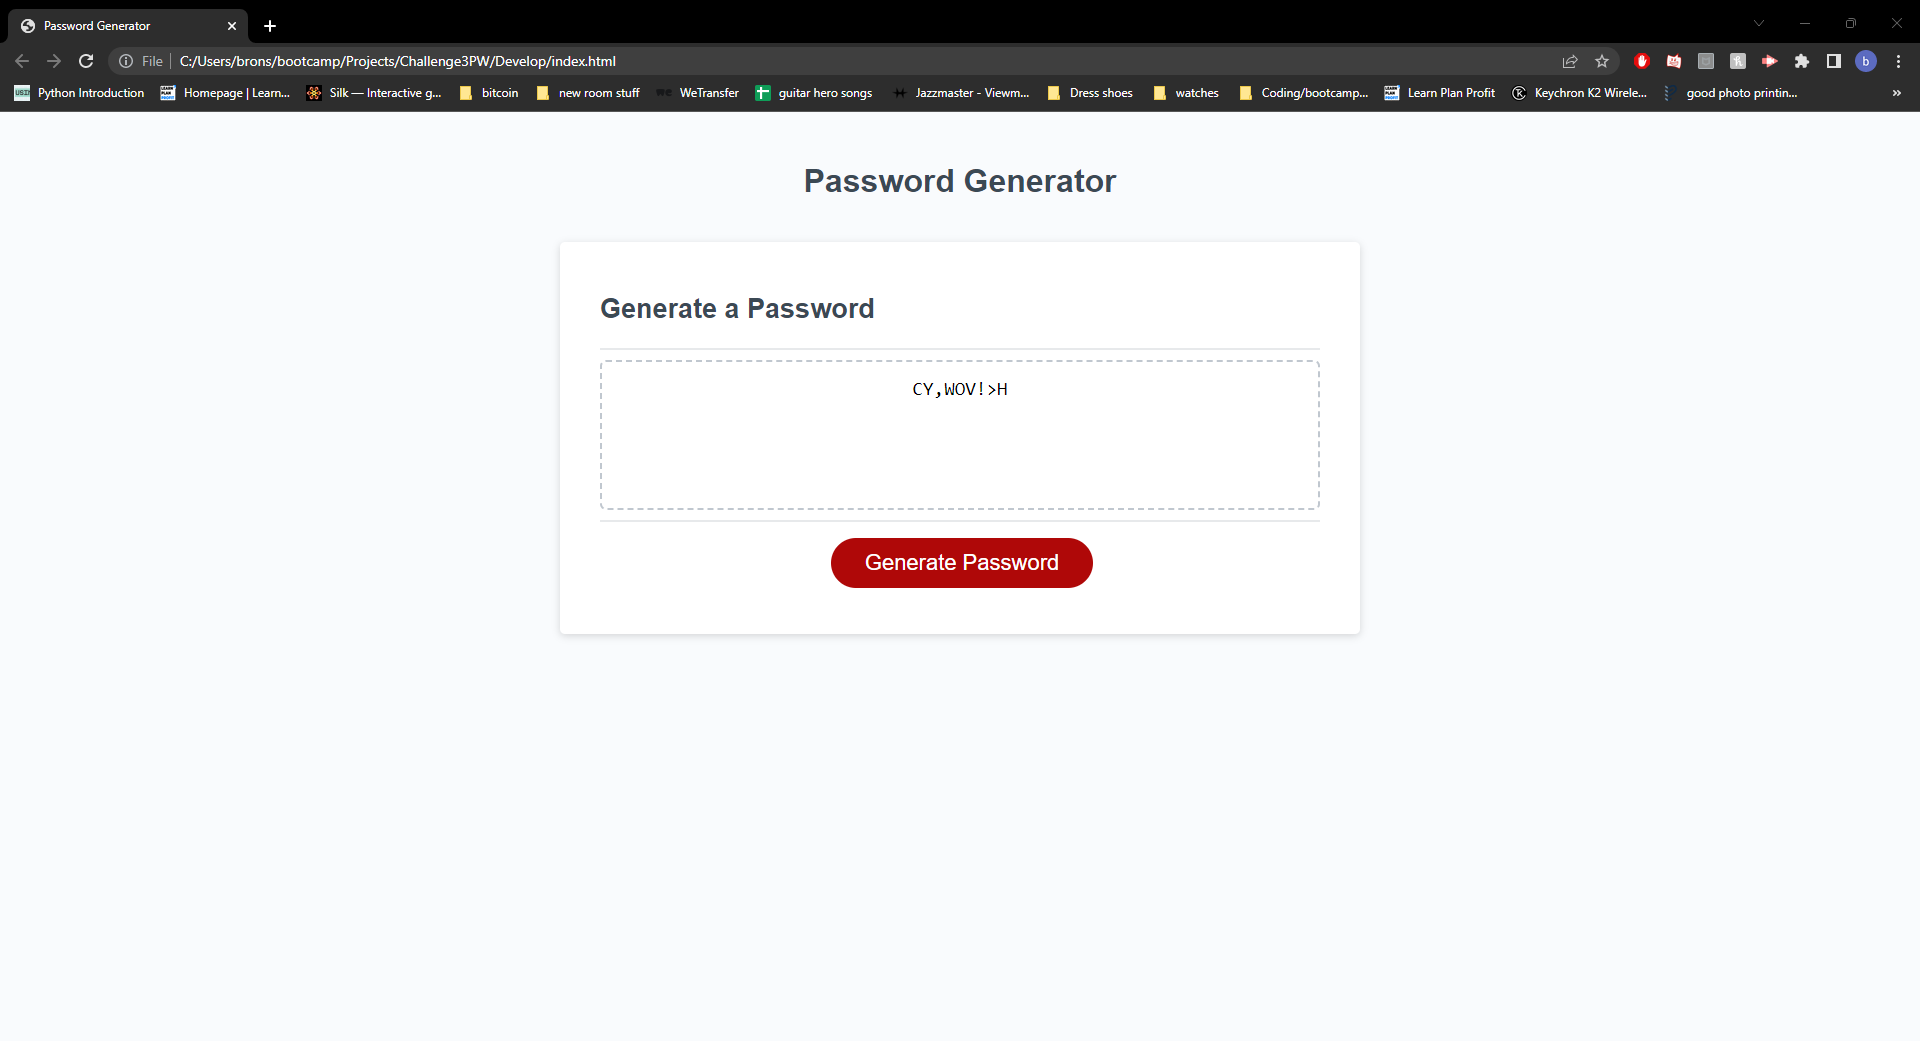 Password Generator
File C:/Users/brons/bootcamp/Projects/Challenge3PW/Develop/index.html
b
Python Introduction Homepage | Learn... Silk — Interactive g... bitcoin new room stuff WeTransfer guitar hero songs Jazzmaster - Viewm... Dress shoes watches Coding/bootcamp... Learn Plan Profit Keychron K2 Wirele... good photo printin... »
Password Generator
Generate a Password
CY,WOV!>H
Generate Password